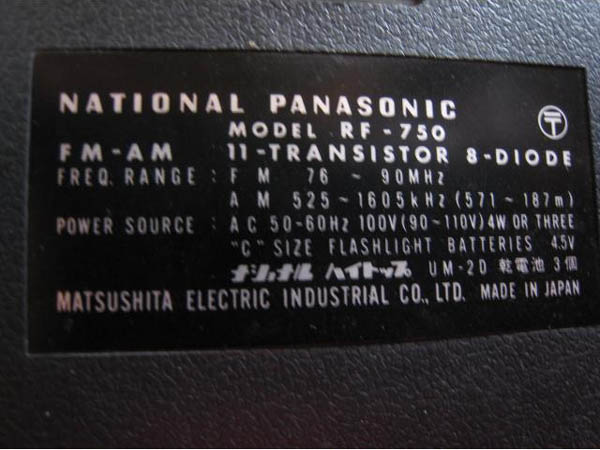 NATIONAL PANASONIC
MODEL RF-750
〒
FM-AM 11-TRANSISTOR 8-DIODE
FREQ. RANGE : FM 76 ~ 90MHz
AM 525~1605kHz (571~187m)
POWER SOURCE : AC 50-60Hz 100V(90~110V)4W OR THREE
"C" SIZE FLASHLIGHT BATTERIES 4.5V
ナショナル ハイトップ UM-2D 乾電池 3個
MATSUSHITA ELECTRIC INDUSTRIAL CO., LTD. MADE IN JAPAN